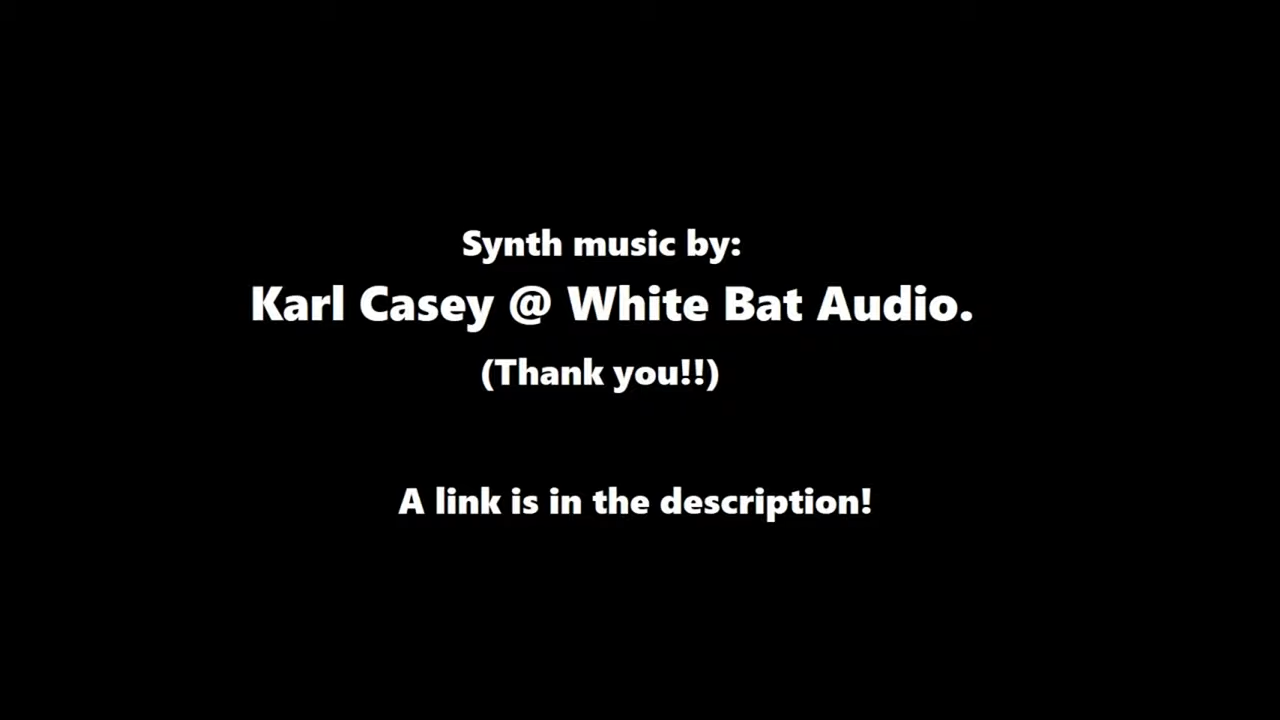 Synth music by:
Karl Casey @ White Bat Audio.
(Thank you!!)
A link is in the description!